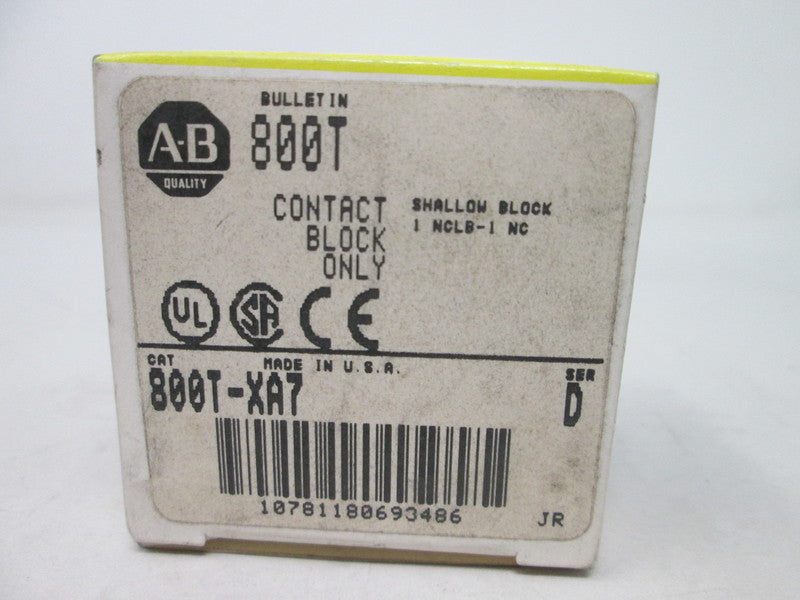 A-B
QUALITY
BULLETIN
800T
CONTACT
BLOCK
ONLY
SHALLOW BLOCK
1 NCLB-1 NC
UL
SA
CE
CAT
MADE IN U.S.A.
SER
800T-XA7
D
10781180693486
JR